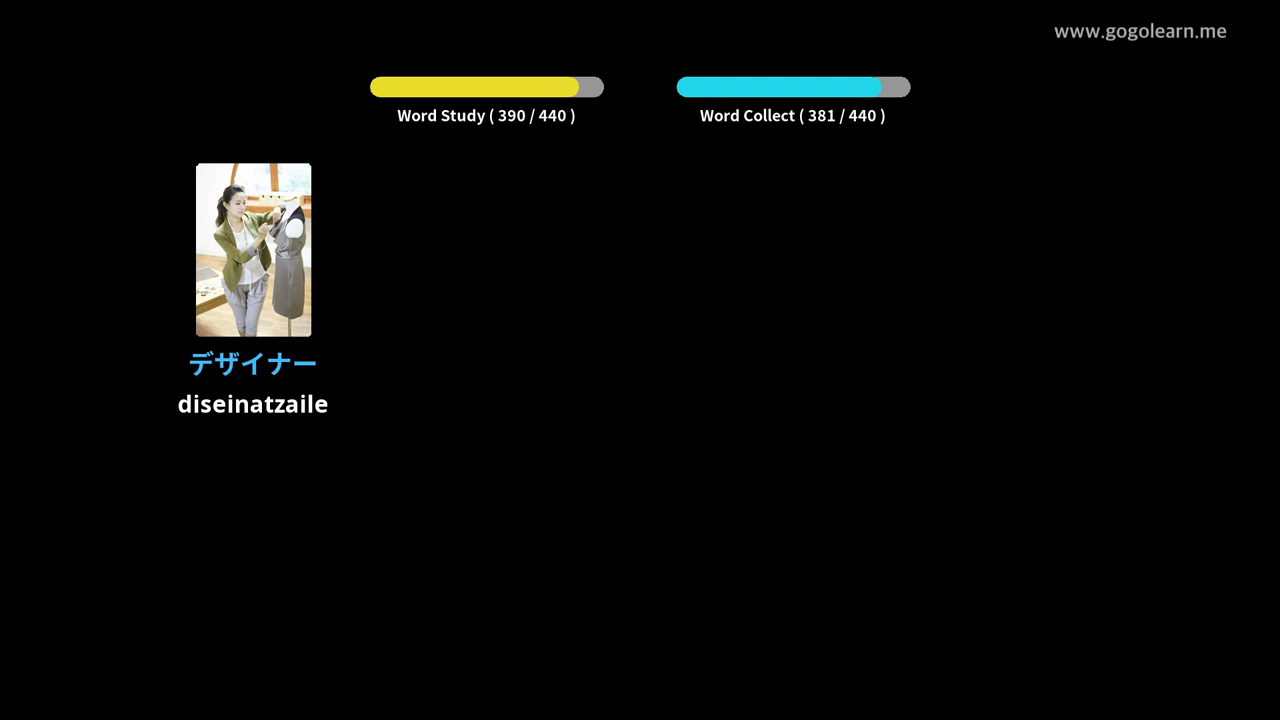 www.gogolearn.me
Word Study ( 390 / 440 )
Word Collect ( 381 / 440 )
デザイナー
diseinatzaile